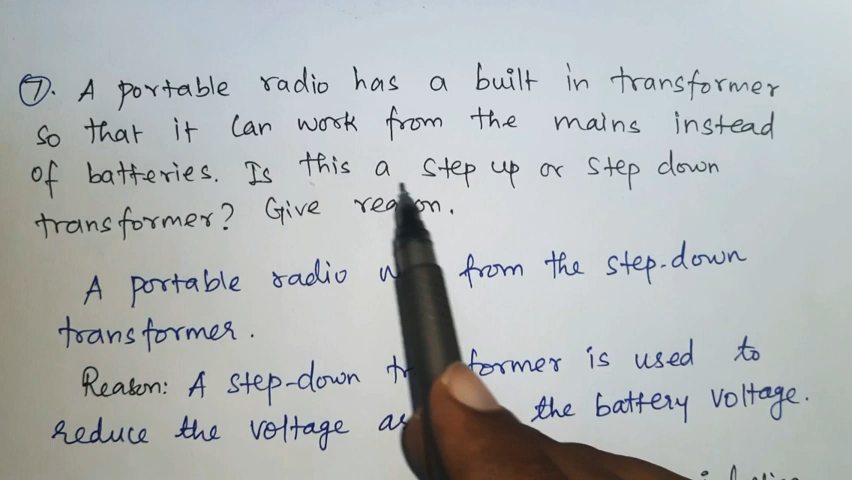 7. A portable radio has a built in transformer
so that it can work from the mains instead
of batteries. Is this a step up or step down
transformer? Give reason.
A portable radio from the step-down
transformer.
Reason: A step-down is used to
reduce the voltage the battery voltage.